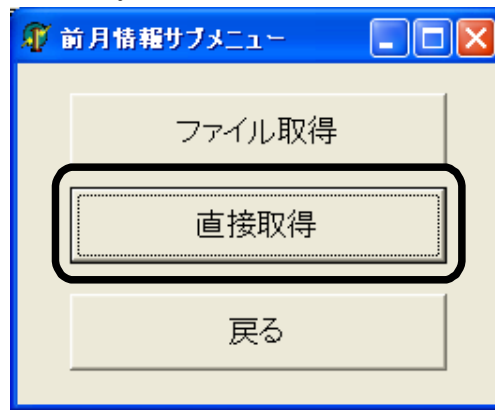 前月情報サブメニュー
ファイル取得
直接取得
戻る